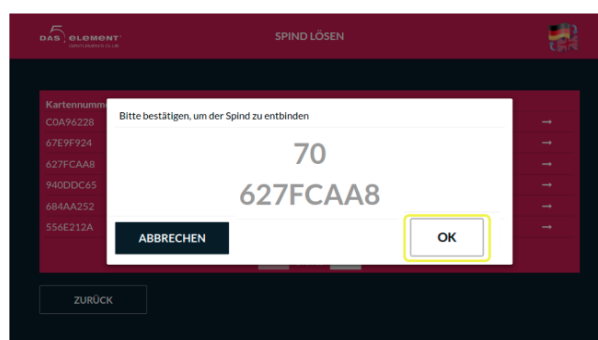 DAS 5 eLeMeNT
SPIND LÖSEN
Kartennumme
C0A96228
67E9F924
627FCAA8
940DDC65
684AA252
556E212A
Bitte bestätigen, um der Spind zu entbinden
70
627FCAA8
ABBRECHEN
OK
ZURÜCK